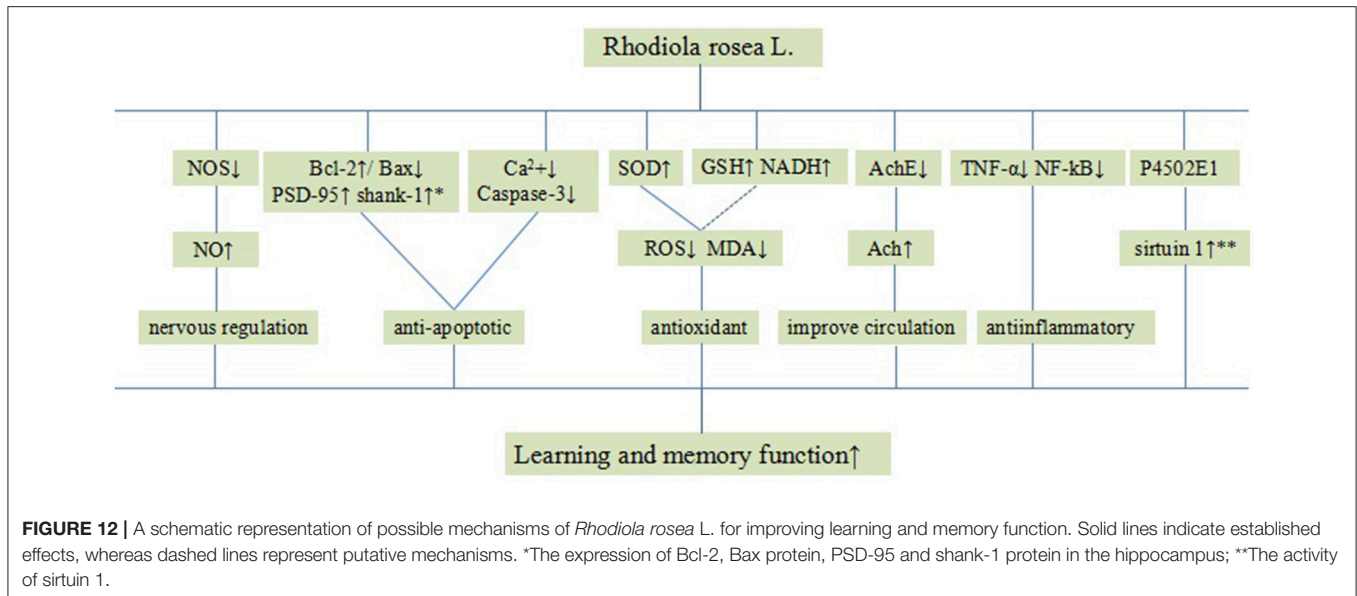 Rhodiola rosea L.
NOS↓
Bcl-2↑/ Bax↓
PSD-95↑ shank-1↑*
Ca²⁺↓
Caspase-3↓
SOD↑
GSH↑ NADH↑
AchE↓
TNF-α↓ NF-kB↓
P4502E1
NO↑
ROS↓ MDA↓
Ach↑
sirtuin 1↑**
nervous regulation
anti-apoptotic
antioxidant
improve circulation
antiinflammatory
Learning and memory function↑
FIGURE 12 | A schematic representation of possible mechanisms of Rhodiola rosea L. for improving learning and memory function. Solid lines indicate established
effects, whereas dashed lines represent putative mechanisms. *The expression of Bcl-2, Bax protein, PSD-95 and shank-1 protein in the hippocampus; **The activity
of sirtuin 1.